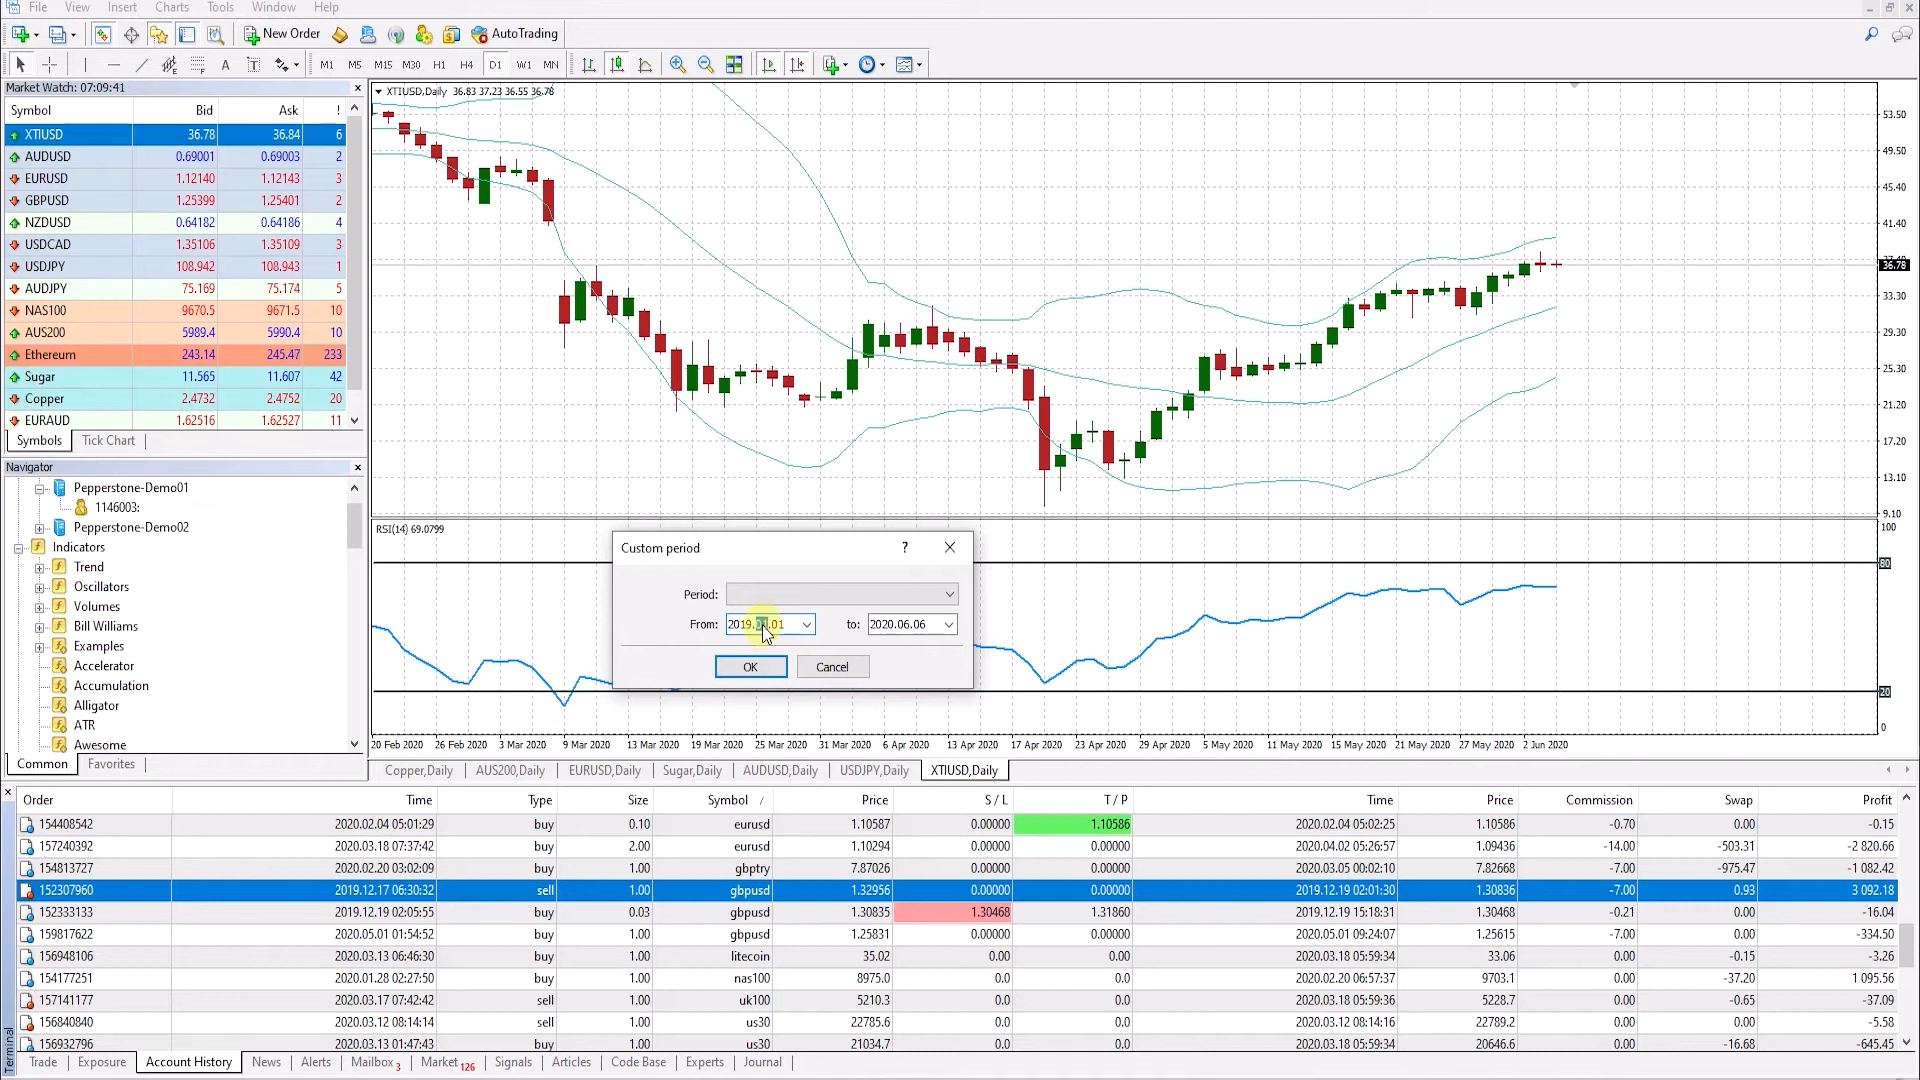 File View Insert Charts Tools Window Help
New Order AutoTrading
A T M1 M5 M15 M30 H1 H4 D1 W1 MN
Market Watch: 07:09:41
Symbol Bid Ask !
XTIUSD 36.78 36.84 6
AUDUSD 0.69001 0.69003 2
EURUSD 1.12140 1.12143 3
GBPUSD 1.25399 1.25401 2
NZDUSD 0.64182 0.64186 4
USDCAD 1.35106 1.35109 3
USDJPY 108.942 108.943 1
AUDJPY 75.169 75.174 5
NAS100 9670.5 9671.5 10
AUS200 5989.4 5990.4 10
Ethereum 243.14 245.47 233
Sugar 11.565 11.607 42
Copper 2.4732 2.4752 20
EURAUD 1.62516 1.62527 11
Symbols Tick Chart
Navigator
Pepperstone-Demo01
1146003:
Pepperstone-Demo02
Indicators
Trend
Oscillators
Volumes
Bill Williams
Examples
Accelerator
Accumulation
Alligator
ATR
Awesome
Common Favorites
XTIUSD,Daily 36.83 37.23 36.55 36.78
53.50
49.50
45.40
41.40
36.78
33.30
29.30
25.30
21.20
17.20
13.10
9.10
RSI(14) 69.0799
100
80
20
0
Custom period ?
Period:
From: 2019. .01 to: 2020.06.06
OK Cancel
20 Feb 2020 26 Feb 2020 3 Mar 2020 9 Mar 2020 13 Mar 2020 19 Mar 2020 25 Mar 2020 31 Mar 2020 6 Apr 2020 13 Apr 2020 17 Apr 2020 23 Apr 2020 29 Apr 2020 5 May 2020 11 May 2020 15 May 2020 21 May 2020 27 May 2020 2 Jun 2020
Copper,Daily AUS200,Daily EURUSD,Daily Sugar,Daily AUDUSD,Daily USDJPY,Daily XTIUSD,Daily
Order Time Type Size Symbol / Price S / L T / P Time Price Commission Swap Profit
154408542 2020.02.04 05:01:29 buy 0.10 eurusd 1.10587 0.00000 1.10586 2020.02.04 05:02:25 1.10586 -0.70 0.00 -0.15
157240392 2020.03.18 07:37:42 buy 2.00 eurusd 1.10294 0.00000 0.00000 2020.04.02 05:26:57 1.09436 -14.00 -503.31 -2 820.66
154813727 2020.02.20 03:02:09 buy 1.00 gbptry 7.87026 0.00000 0.00000 2020.03.05 00:02:10 7.82668 -7.00 -975.47 -1 082.42
152307960 2019.12.17 06:30:32 sell 1.00 gbpusd 1.32956 0.00000 0.00000 2019.12.19 02:01:30 1.30836 -7.00 0.93 3 092.18
152333133 2019.12.19 02:05:55 buy 0.03 gbpusd 1.30835 1.30468 1.31860 2019.12.19 15:18:31 1.30468 -0.21 0.00 -16.04
159817622 2020.05.01 01:54:52 buy 1.00 gbpusd 1.25831 0.00000 0.00000 2020.05.01 09:24:07 1.25615 -7.00 0.00 -334.50
156948106 2020.03.13 06:46:30 buy 1.00 litecoin 35.02 0.00 0.00 2020.03.18 05:59:34 33.06 0.00 -0.15 -3.26
154177251 2020.01.28 02:27:50 buy 1.00 nas100 8975.0 0.0 0.0 2020.02.20 06:57:37 9703.1 0.00 -37.20 1 095.56
157141177 2020.03.17 07:42:42 sell 1.00 uk100 5210.3 0.0 0.0 2020.03.18 05:59:36 5228.7 0.00 -0.65 -37.09
156840840 2020.03.12 08:14:14 sell 1.00 us30 22785.6 0.0 0.0 2020.03.12 08:14:16 22789.2 0.00 0.00 -5.58
156932796 2020.03.13 01:47:43 buy 1.00 us30 21034.7 0.0 0.0 2020.03.18 05:59:34 20646.6 0.00 -16.68 -645.45
Terminal
Trade Exposure Account History News Alerts Mailbox 3 Market 126 Signals Articles Code Base Experts Journal